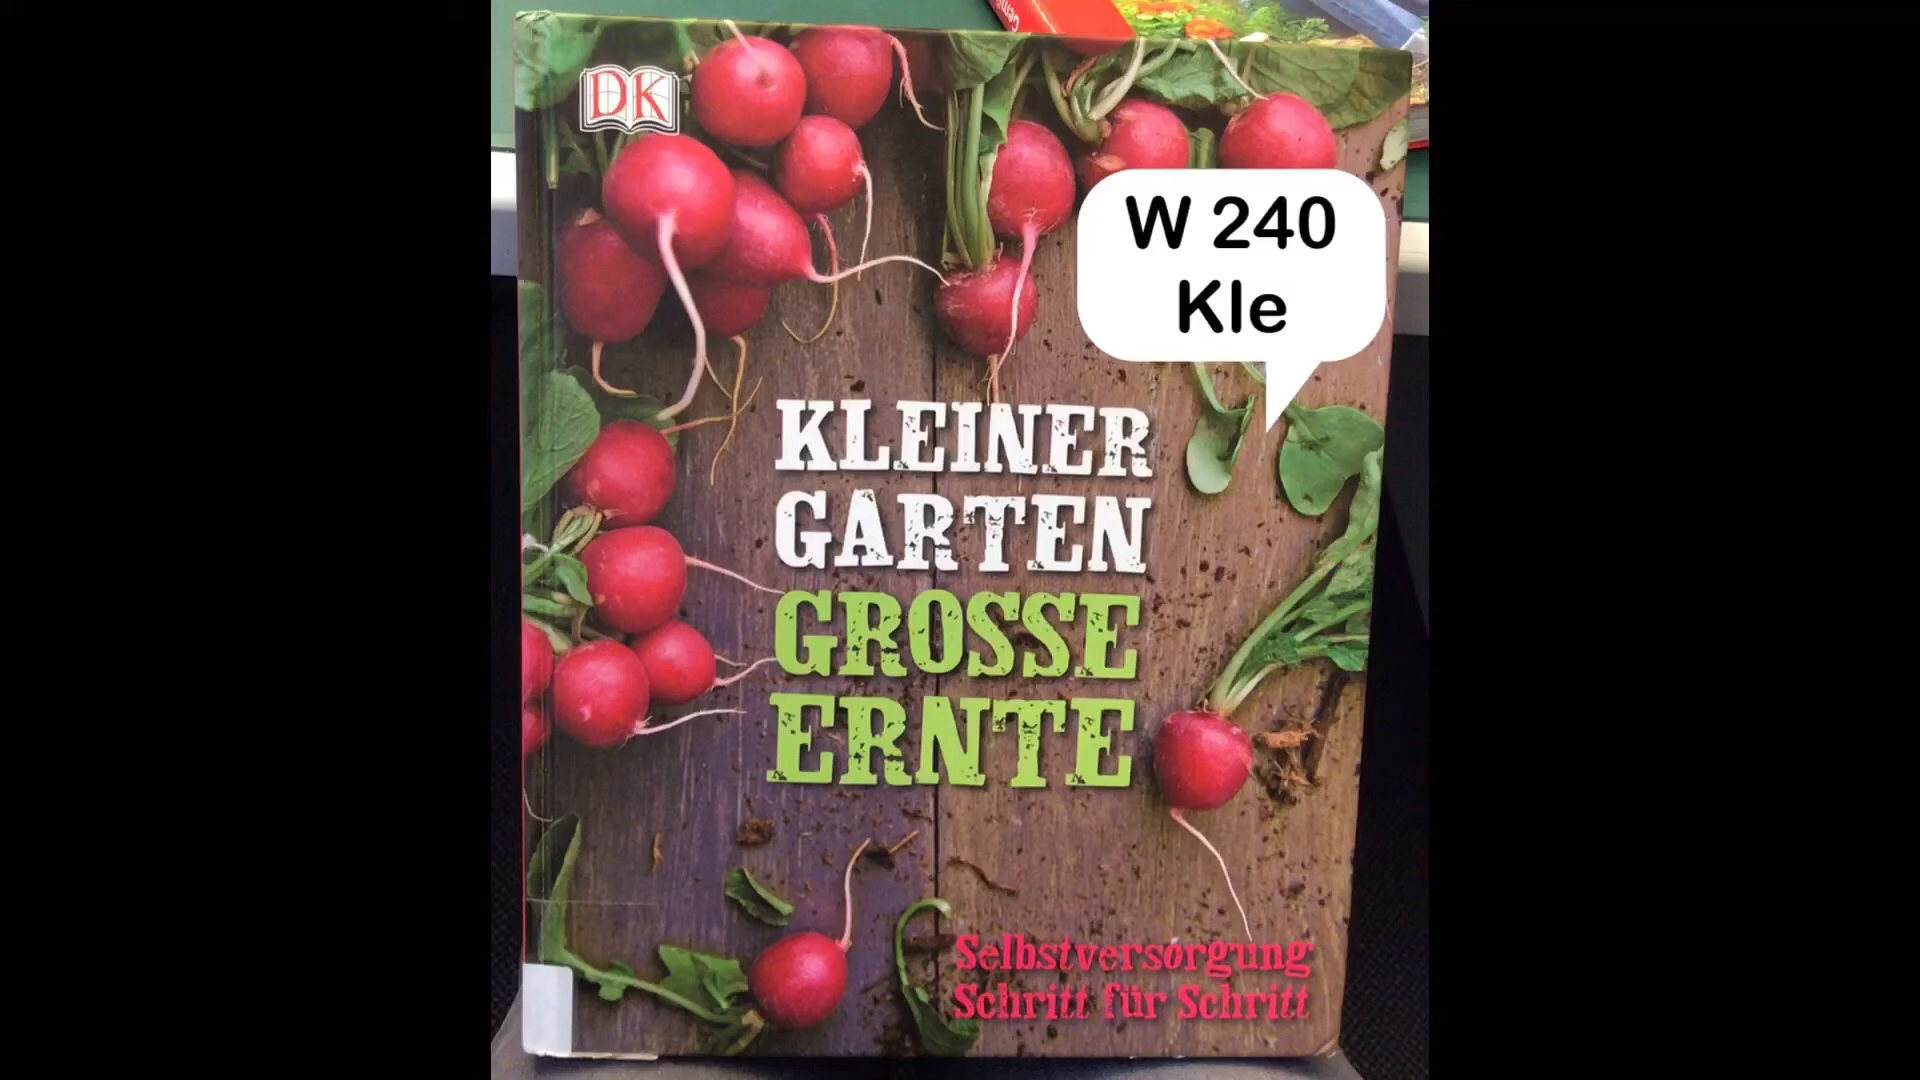 DK
W 240
Kle
KLEINER
GARTEN
GROSSE
ERNTE
Selbstversorgung
Schritt für Schritt